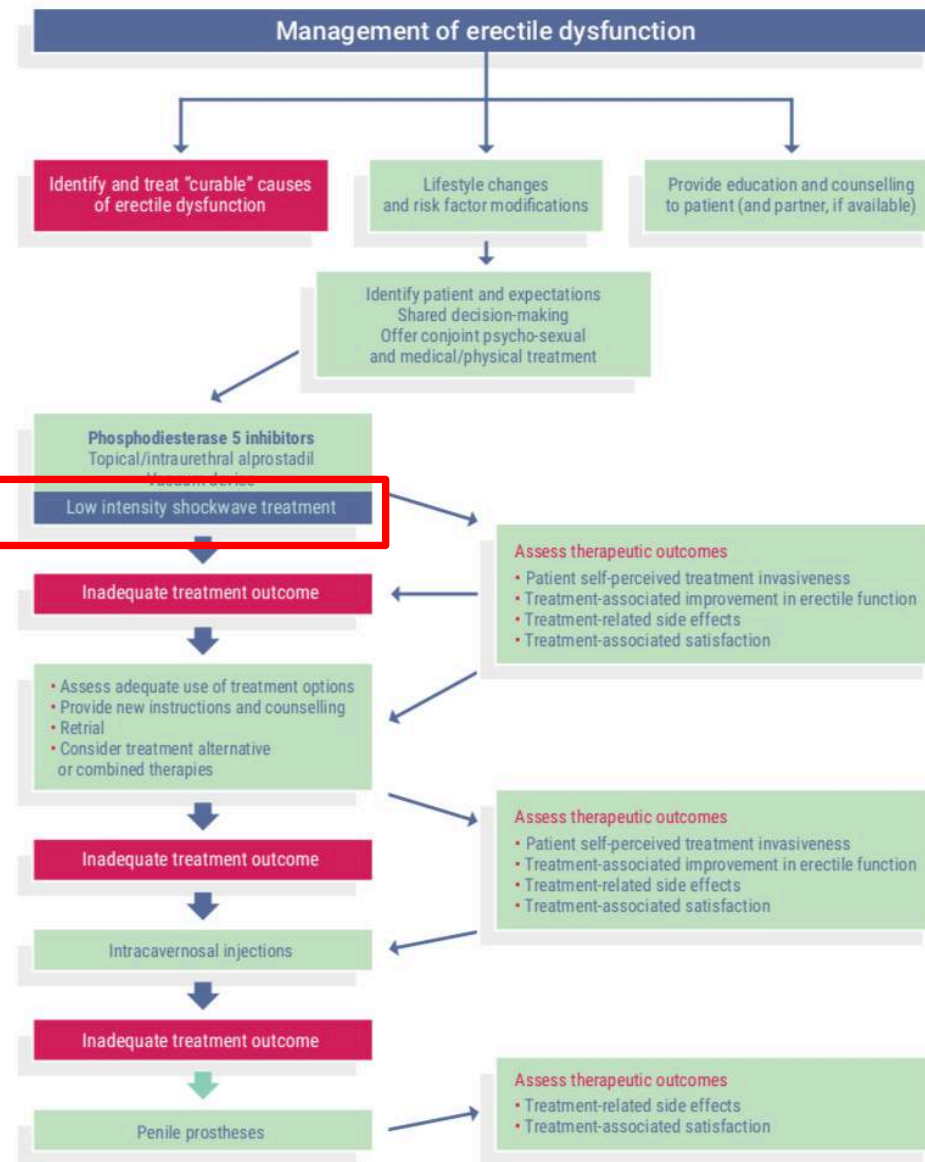 Management of erectile dysfunction
Identify and treat “curable” causes
of erectile dysfunction
Lifestyle changes
and risk factor modifications
Provide education and counselling
to patient (and partner, if available)
Identify patient and expectations
Shared decision-making
Offer conjoint psycho-sexual
and medical/physical treatment
Phosphodiesterase 5 inhibitors
Topical/intraurethral alprostadil
Vacuum device
Low intensity shockwave treatment
Assess therapeutic outcomes
• Patient self-perceived treatment invasiveness
• Treatment-associated improvement in erectile function
• Treatment-related side effects
• Treatment-associated satisfaction
Inadequate treatment outcome
• Assess adequate use of treatment options
• Provide new instructions and counselling
• Retrial
• Consider treatment alternative
or combined therapies
Assess therapeutic outcomes
• Patient self-perceived treatment invasiveness
• Treatment-associated improvement in erectile function
• Treatment-related side effects
• Treatment-associated satisfaction
Inadequate treatment outcome
Intracavernosal injections
Inadequate treatment outcome
Penile prostheses
Assess therapeutic outcomes
• Treatment-related side effects
• Treatment-associated satisfaction